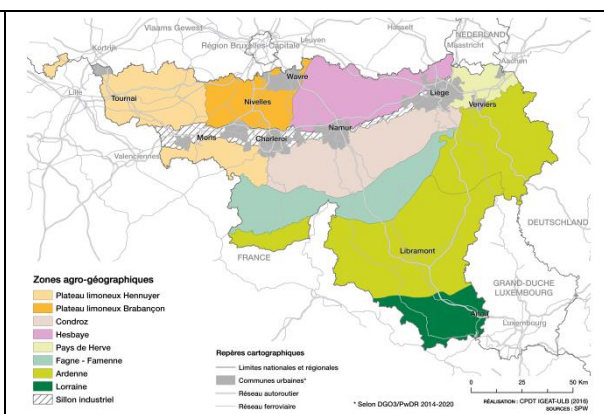 Vlaams Gewest
Hasselt
NEDERLAND
Kortrijk
Région Bruxelles-Capitale
Leuven
Maastricht
Aachen
Wavre
Lille
Tournai
Nivelles
Liège
Verviers
Mons
Charleroi
Namur
Valenciennes
DEUTSCHLAND
FRANCE
Libramont
GRAND-DUCHÉ
LUXEMBOURG
Arlon
Luxembourg
Zones agro-géographiques
Plateau limoneux Hennuyer
Plateau limoneux Brabançon
Condroz
Hesbaye
Pays de Herve
Fagne - Famenne
Ardenne
Lorraine
Sillon industriel
Repères cartographiques
Limites nationales et régionales
Communes urbaines*
Réseau autoroutier
Réseau ferroviaire
* Selon DGO3/PwDR 2014-2020
0 25 50 Km
RÉALISATION : CPDT IGEAT-ULB (2016)
SOURCES : SPW